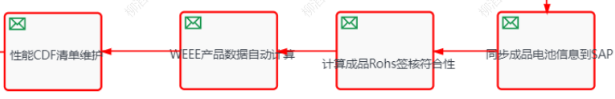 性能CDF清单维护
WEEE产品数据自动计算
计算成品Rohs签核符合性
同步成品电池信息到SAP